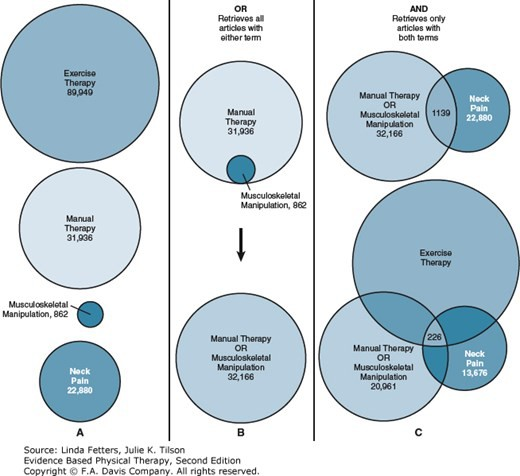 Exercise
Therapy
89,949
Manual
Therapy
31,936
Musculoskeletal
Manipulation, 862
Neck
Pain
22,880
A
OR
Retrieves all
articles with
either term
Manual
Therapy
31,936
Musculoskeletal
Manipulation, 862
Manual Therapy
OR
Musculoskeletal
Manipulation
32,166
B
AND
Retrieves only
articles with
both terms
Manual Therapy
OR
Musculoskeletal
Manipulation
32,166
1139
Neck
Pain
22,880
Exercise
Therapy
Manual Therapy
OR
Musculoskeletal
Manipulation
20,961
226
Neck
Pain
13,676
C
Source: Linda Fetters, Julie K. Tilson
Evidence Based Physical Therapy, Second Edition
Copyright © F.A. Davis Company. All rights reserved.